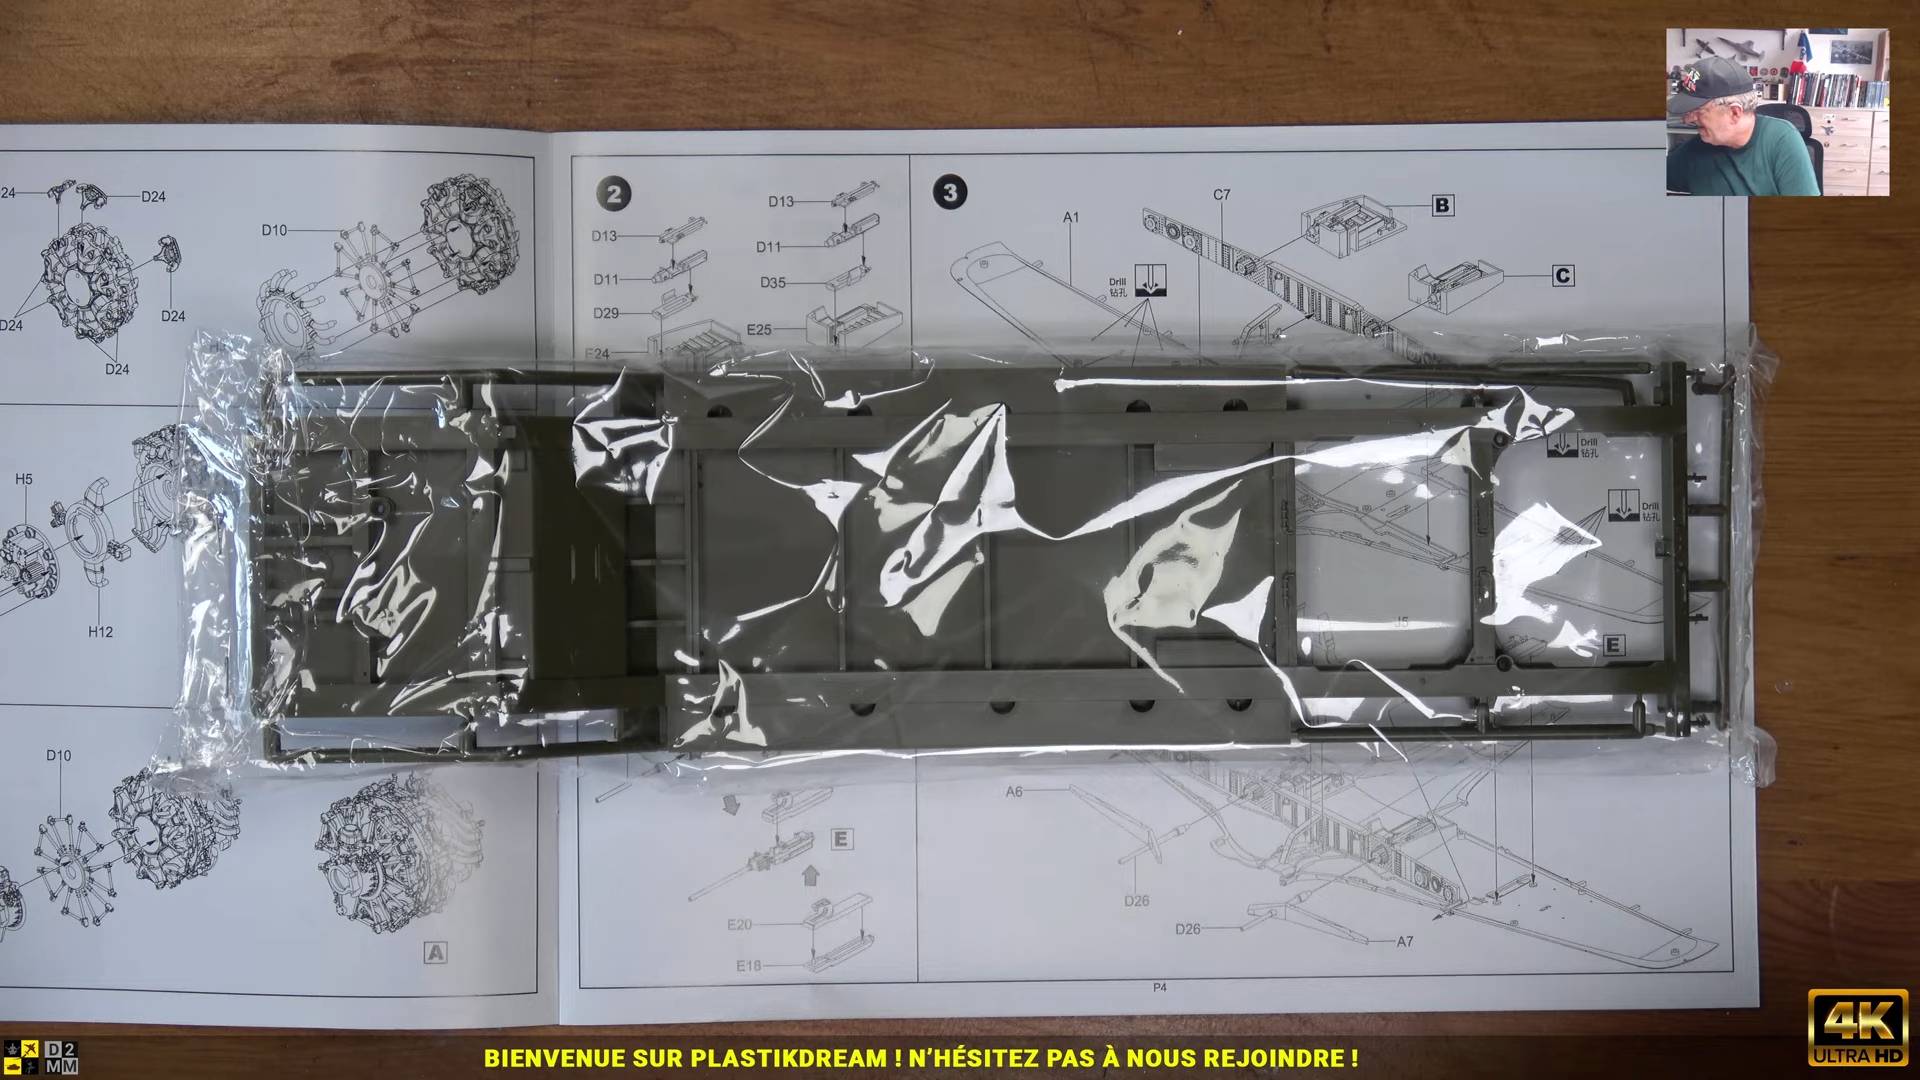 D24
D24
D24
D24
D24
D10
H5
H12
D10
A
2
D13
D13
D11
D11
D29
D35
E24
E25
E
E20
E18
3
A1
C7
B
C
Drill
钻孔
Drill
钻孔
Drill
钻孔
J5
E
A6
D26
D26
A7
P4
D2
MM
BIENVENUE SUR PLASTIKDREAM ! N'HÉSITEZ PAS À NOUS REJOINDRE !
4K
ULTRA HD